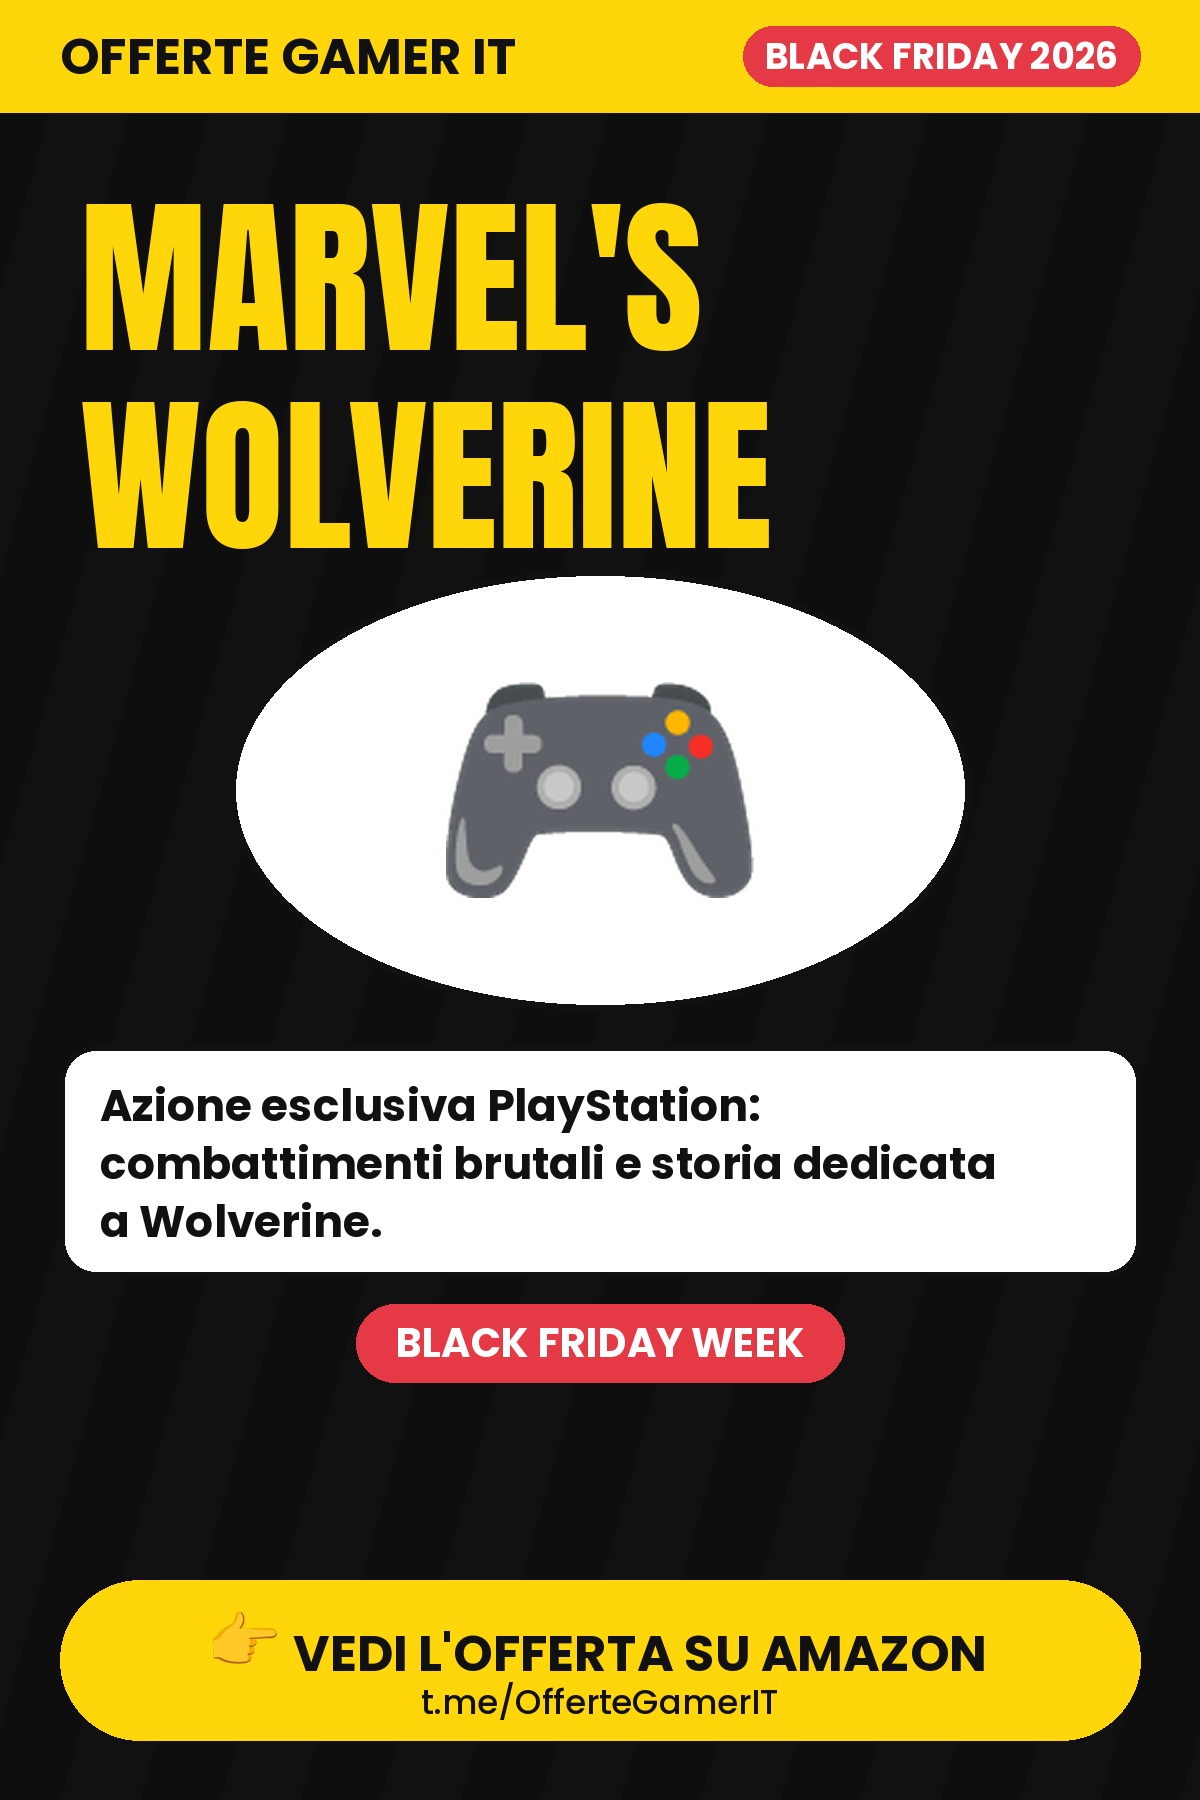 OFFERTE GAMER IT
BLACK FRIDAY 2026
MARVEL'S
WOLVERINE
Azione esclusiva PlayStation:
combattimenti brutali e storia dedicata
a Wolverine.
BLACK FRIDAY WEEK
👉 VEDI L'OFFERTA SU AMAZON
t.me/OfferteGamerIT